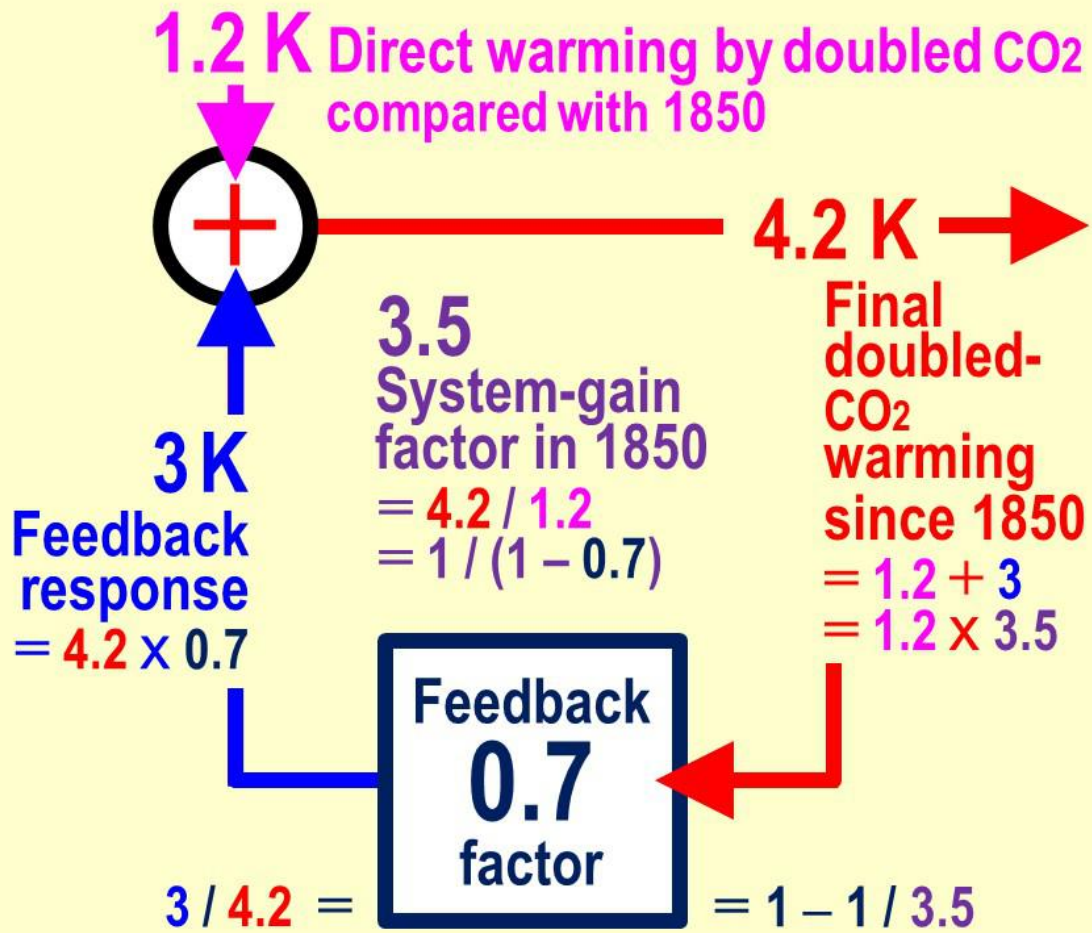 1.2 K Direct warming by doubled CO2
compared with 1850
+
4.2 K
Final
doubled-
CO2
warming
since 1850
= 1.2 + 3
= 1.2 x 3.5
3.5
System-gain
factor in 1850
= 4.2 / 1.2
= 1 / (1 – 0.7)
3 K
Feedback
response
= 4.2 x 0.7
Feedback
0.7
factor
3 / 4.2 =
= 1 – 1 / 3.5